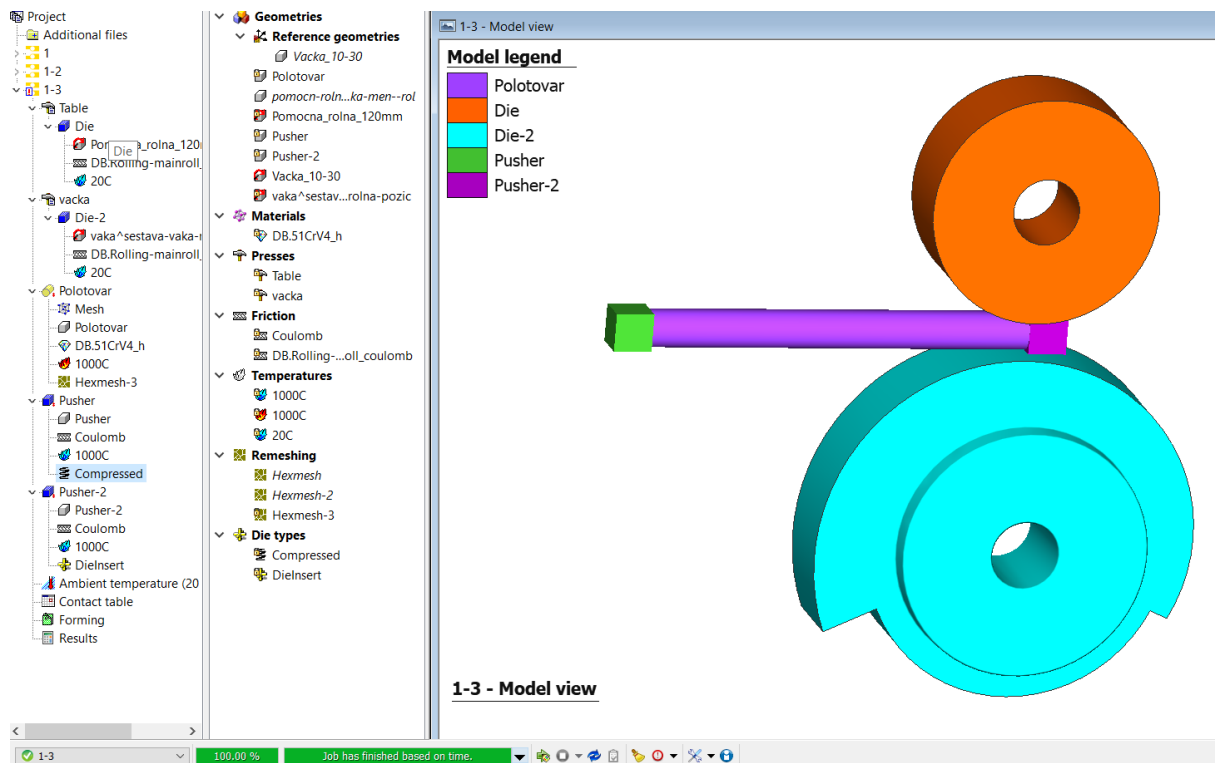 Project
Additional files
1
1-2
1-3
Table
Die
Die
DB.Rolling-mainroll_
20C
vacka
Die-2
vaka^sestava-vaka-r
DB.Rolling-mainroll_
20C
Polotovar
Mesh
Polotovar
DB.51CrV4_h
1000C
Hexmesh-3
Pusher
Pusher
Coulomb
1000C
Compressed
Pusher-2
Pusher-2
Coulomb
1000C
DieInsert
Ambient temperature (20
Contact table
Forming
Results
Geometries
Reference geometries
Vacka_10-30
Polotovar
pomocn-roln...ka-men--rol
Pomocna_rolna_120mm
Pusher
Pusher-2
Vacka_10-30
vaka^sestav...rolna-pozic
Materials
DB.51CrV4_h
Presses
Table
vacka
Friction
Coulomb
DB.Rolling-...oll_coulomb
Temperatures
1000C
1000C
20C
Remeshing
Hexmesh
Hexmesh-2
Hexmesh-3
Die types
Compressed
DieInsert
1-3 - Model view
Model legend
Polotovar
Die
Die-2
Pusher
Pusher-2
1-3 - Model view
1-3
100.00 %
Job has finished based on time.